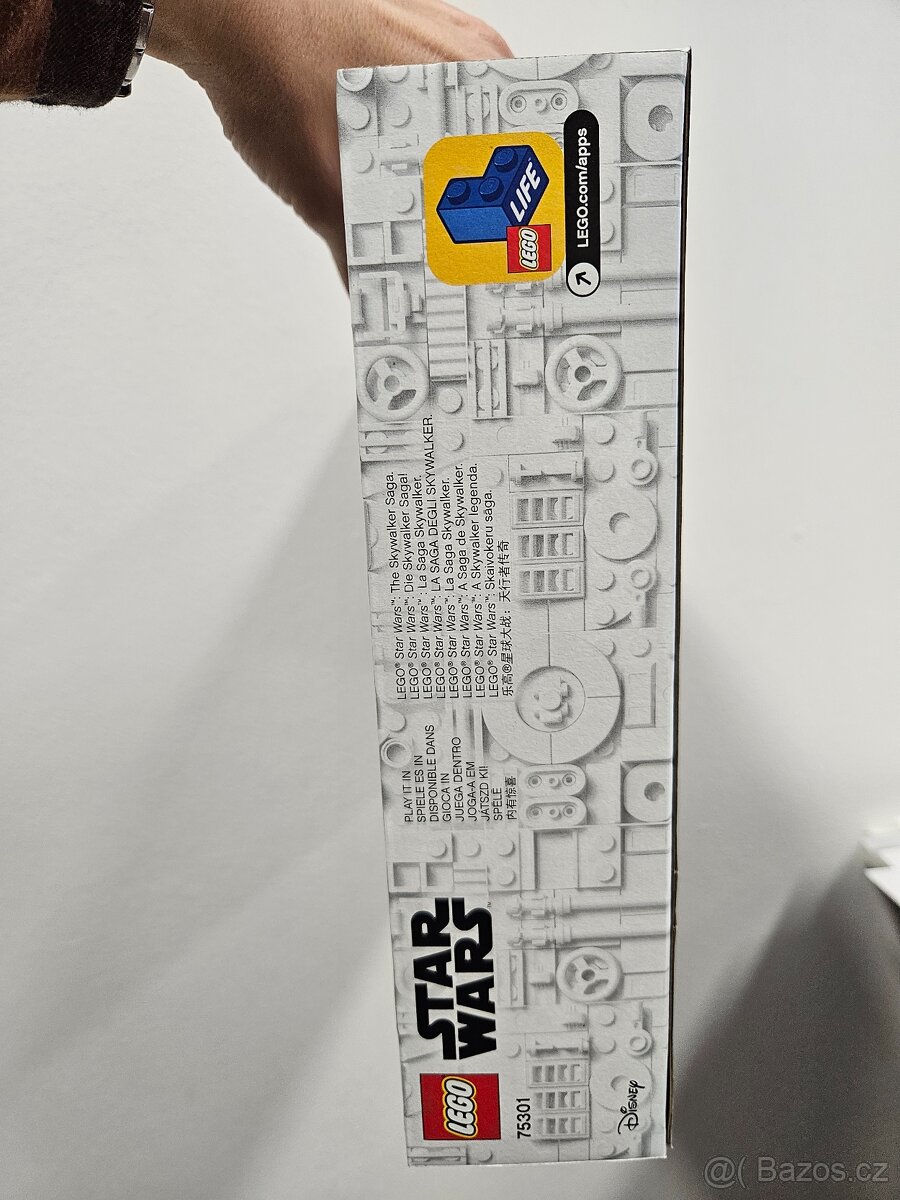 LEGO
STAR
WARS™
75301
Disney
PLAY IT IN
SPIELE ES IN
DISPONIBLE DANS
GIOCA IN
JUEGA DENTRO
JOGA-A EM
JÁTSZD KI!
SPĒLĒ
内有惊喜
LEGO® Star Wars™: The Skywalker Saga.
LEGO® Star Wars™: Die Skywalker Saga!
LEGO® Star Wars™ : La Saga Skywalker.
LEGO® Star Wars™: LA SAGA DEGLI SKYWALKER.
LEGO® Star Wars™: La Saga Skywalker.
LEGO® Star Wars™: A Saga de Skywalker.
LEGO® Star Wars™: A Skywalker legenda.
LEGO® Star Wars™: Skaivokeru sāga.
乐高®星球大战：天行者传奇
LEGO
LIFE
LEGO.com/apps
@( Bazos.cz